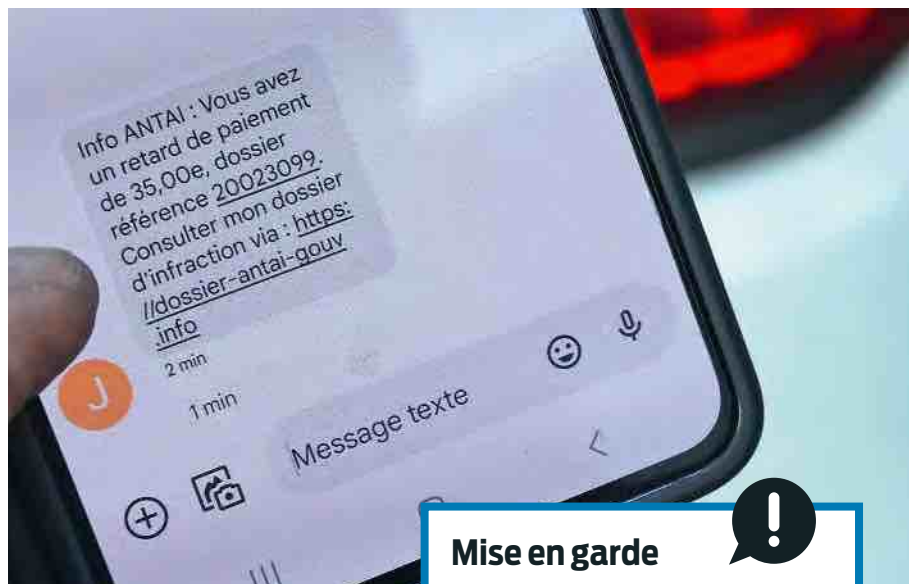 Info ANTAI : Vous avez
un retard de paiement
de 35,00e, dossier
référence 20023099.
Consulter mon dossier
d'infraction via : https:
//dossier-antai-gouv
.info
2 min
J
1 min
Message texte
Mise en garde
!